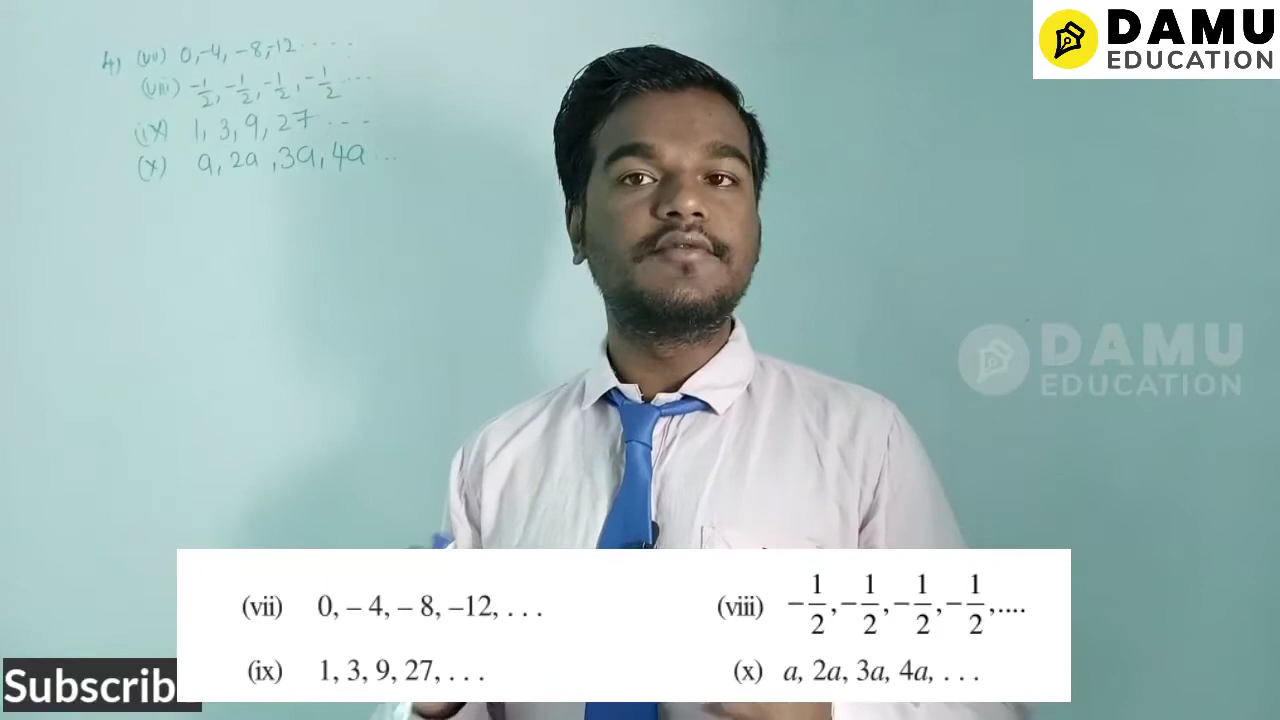 DAMU
EDUCATION
4) (vii) 0, -4, -8, -12 ....
(viii) -1/2, -1/2, -1/2, -1/2 ...
(ix) 1, 3, 9, 27 ...
(x) a, 2a, 3a, 4a ...
DAMU
EDUCATION
(vii) 0, – 4, – 8, –12, . . .
(viii) -1/2, -1/2, -1/2, -1/2, ....
(ix) 1, 3, 9, 27, . . .
(x) a, 2a, 3a, 4a, . . .
Subscrib